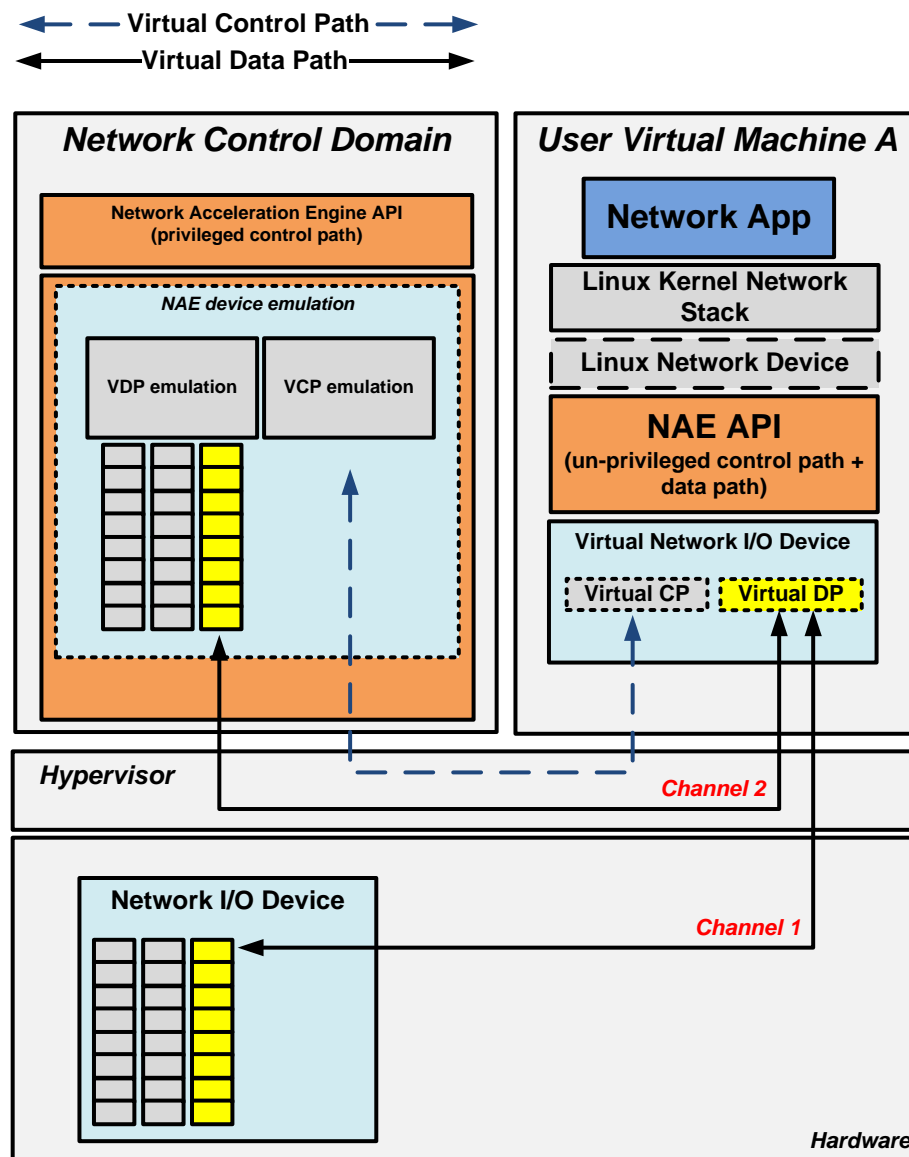 Virtual Control Path
Virtual Data Path
Network Control Domain
Network Acceleration Engine API
(privileged control path)
NAE device emulation
VDP emulation
VCP emulation
User Virtual Machine A
Network App
Linux Kernel Network
Stack
Linux Network Device
NAE API
(un-privileged control path +
data path)
Virtual Network I/O Device
Virtual CP
Virtual DP
Hypervisor
Channel 2
Network I/O Device
Channel 1
Hardware